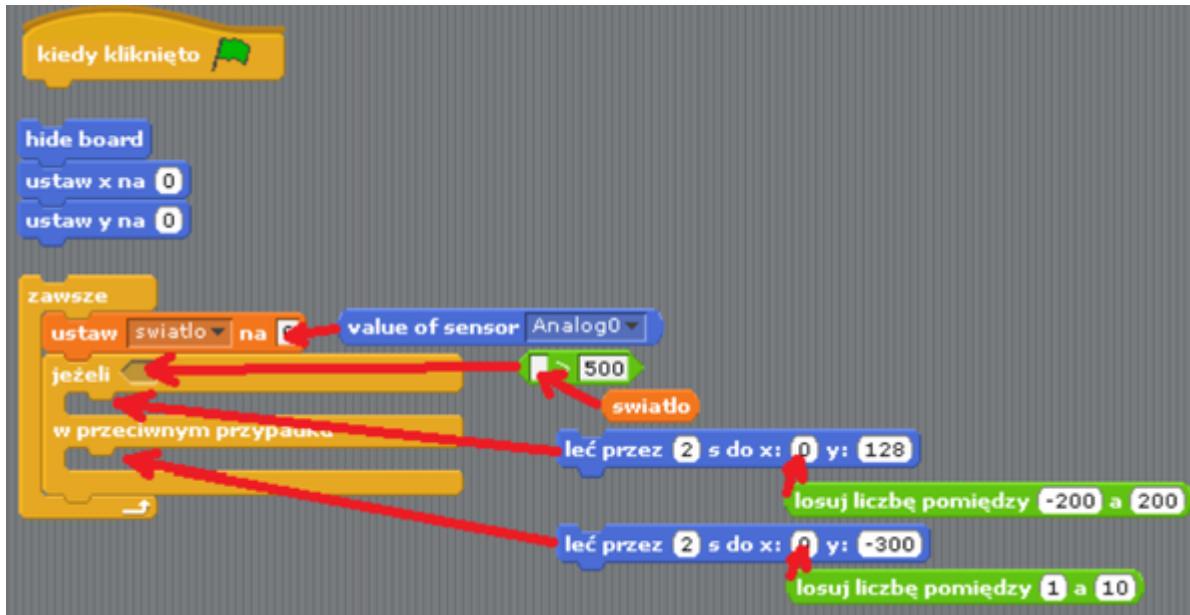 kiedy kliknięto
hide board
ustaw x na 0
ustaw y na 0
zawsze
ustaw swiatlo na
value of sensor Analog0
jeżeli
> 500
swiatlo
w przeciwnym przypadku
leć przez 2 s do x: 0 y: 128
losuj liczbę pomiędzy -200 a 200
leć przez 2 s do x: 0 y: -300
losuj liczbę pomiędzy 1 a 10